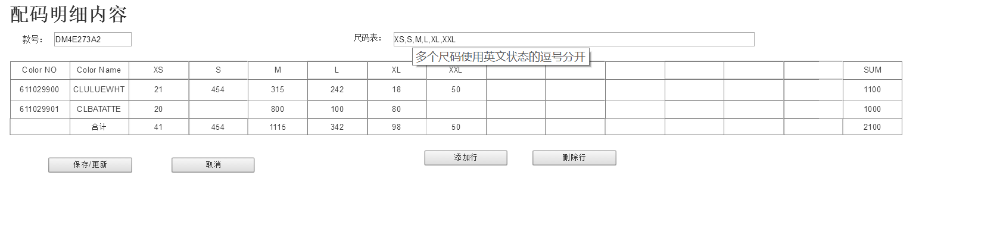 配码明细内容
款号： DM4E273A2 尺码表： XS,S,M,L,XL,XXL
多个尺码使用英文状态的逗号分开
Color NO Color Name XS S M L XL XXL SUM
611029900 CLULUEWHT 21 454 315 242 18 50 1100
611029901 CLBATATTE 20 800 100 80 1000
合计 41 454 1115 342 98 50 2100
保存/更新 取消 添加行 删除行